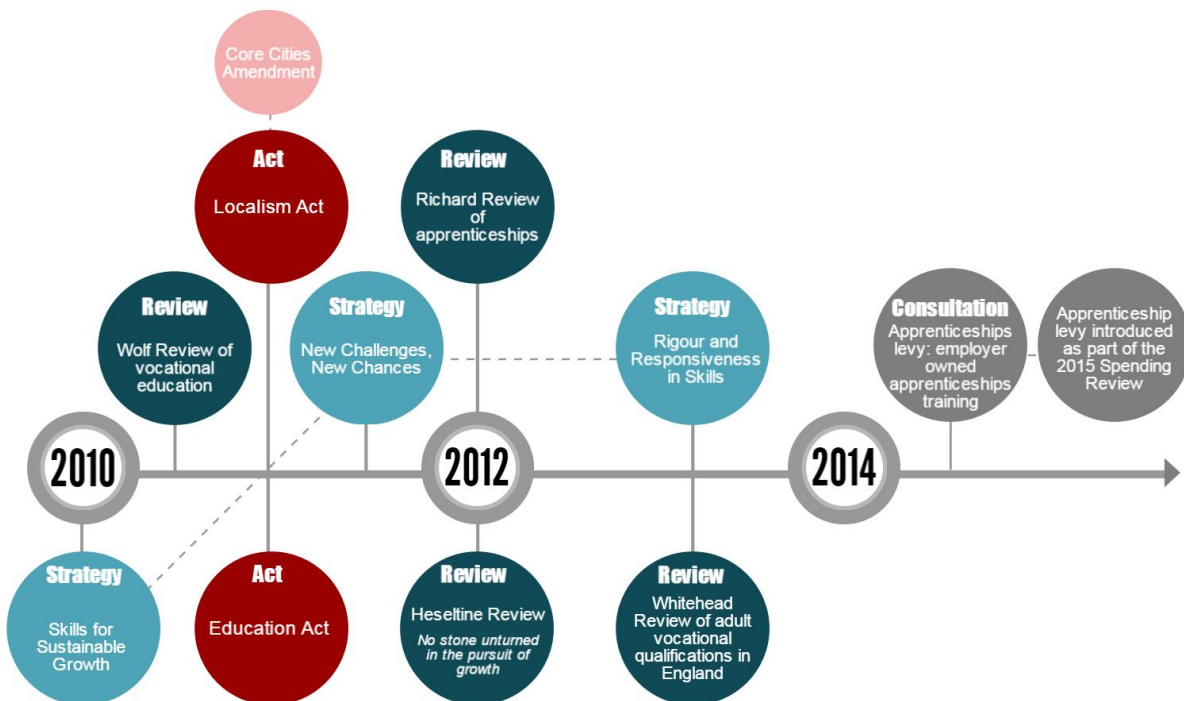 Core Cities
Amendment
Act
Localism Act
Review
Richard Review
of
apprenticeships
Review
Wolf Review of
vocational
education
Strategy
New Challenges,
New Chances
Strategy
Rigour and
Responsiveness
in Skills
Consultation
Apprenticeships
levy: employer
owned
apprenticeships
training
Apprenticeship
levy introduced
as part of the
2015 Spending
Review
2010
2012
2014
Strategy
Skills for
Sustainable
Growth
Act
Education Act
Review
Heseltine Review
No stone unturned
in the pursuit of
growth
Review
Whitehead
Review of adult
vocational
qualifications in
England